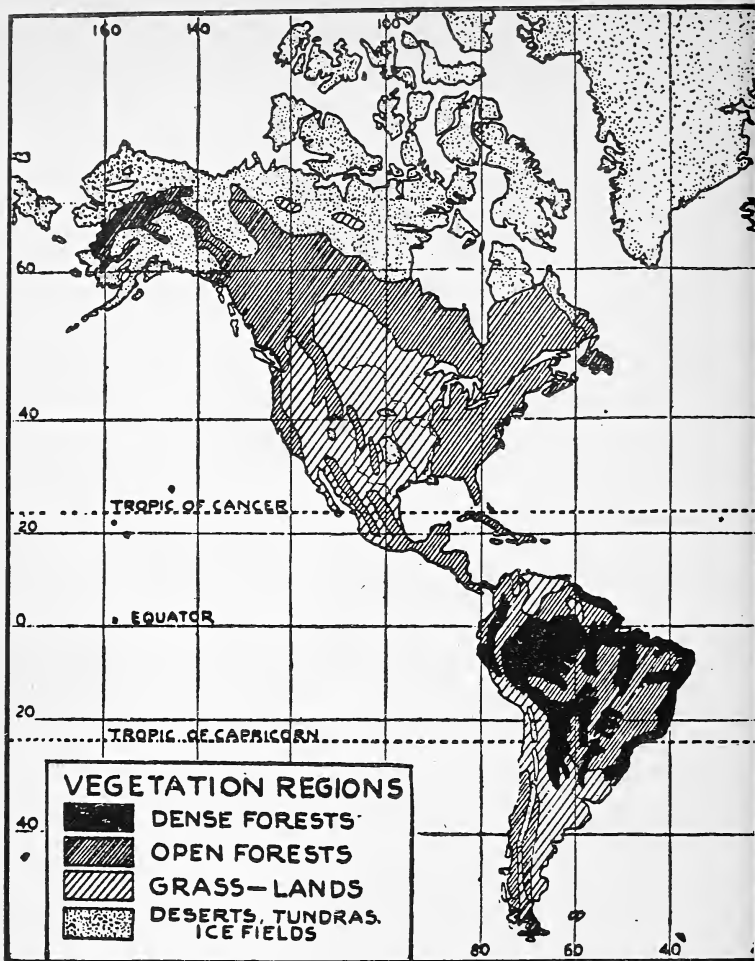 160 140 100
60
40
TROPIC OF CANCER
20
0 EQUATOR
20
TROPIC OF CAPRICORN
40
VEGETATION REGIONS
DENSE FORESTS
OPEN FORESTS
GRASS-LANDS
DESERTS, TUNDRAS.
ICE FIELDS
80 60 40